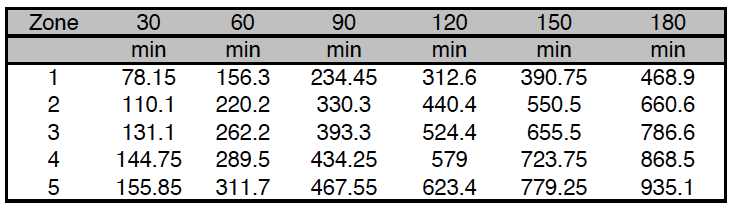 Zone 30 60 90 120 150 180
min min min min min min
1 78.15 156.3 234.45 312.6 390.75 468.9
2 110.1 220.2 330.3 440.4 550.5 660.6
3 131.1 262.2 393.3 524.4 655.5 786.6
4 144.75 289.5 434.25 579 723.75 868.5
5 155.85 311.7 467.55 623.4 779.25 935.1